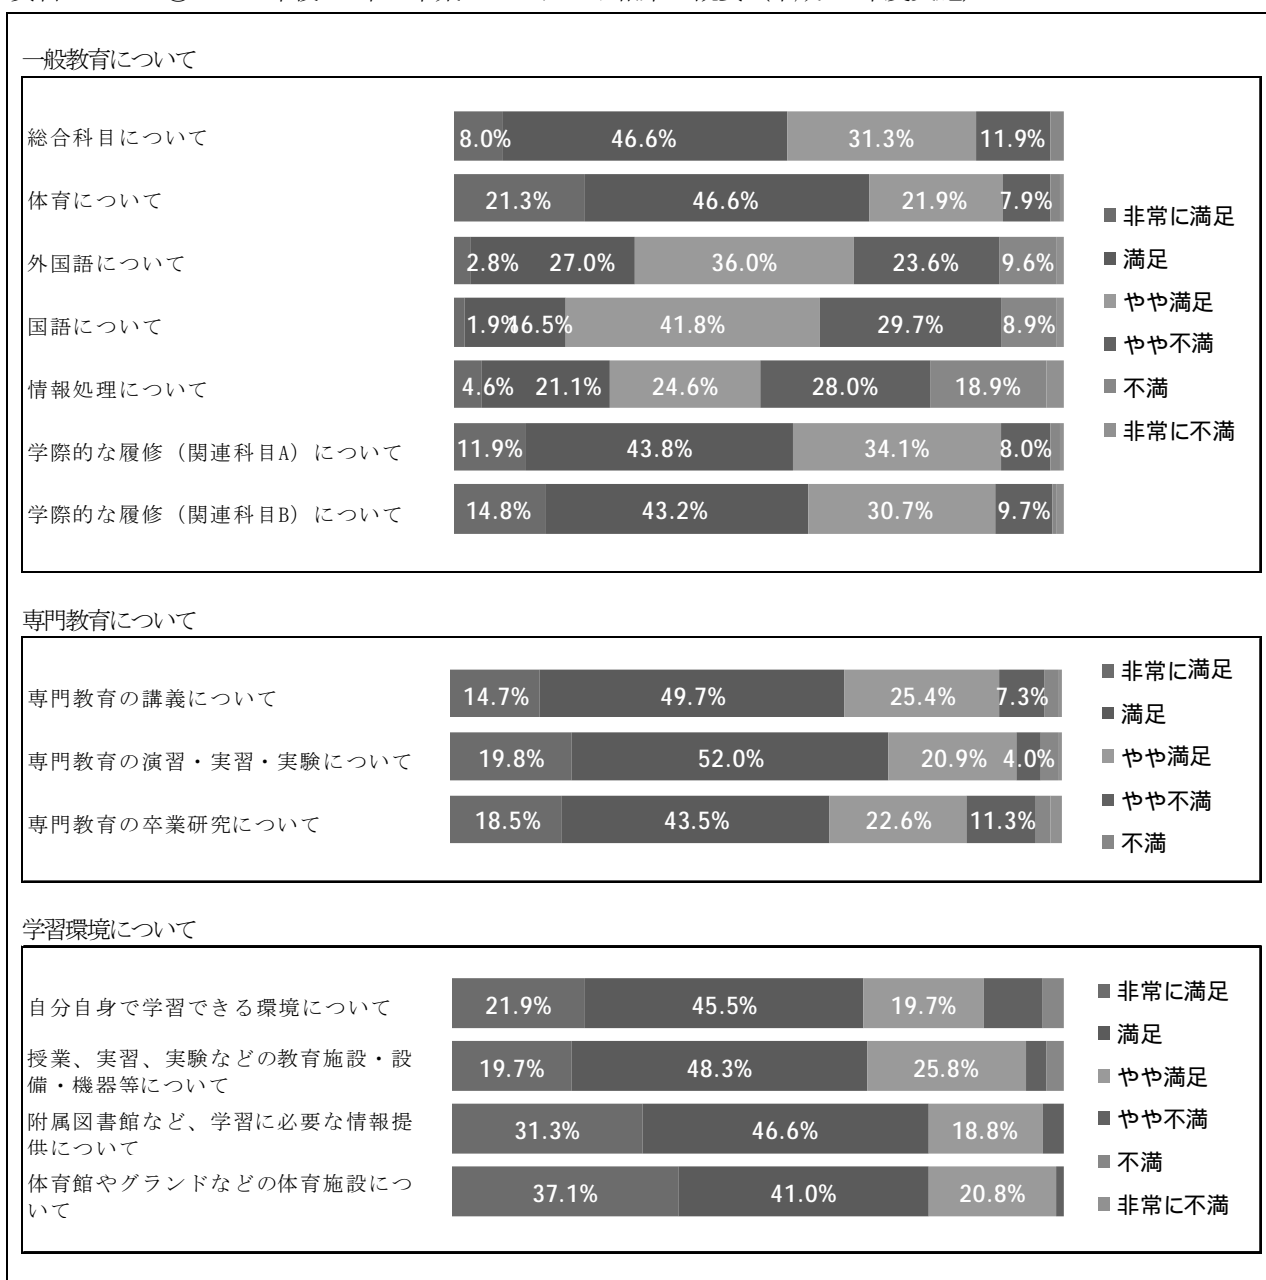 一般教育について
総合科目について
8.0% 46.6% 31.3% 11.9%
体育について
21.3% 46.6% 21.9% 7.9%
外国語について
2.8% 27.0% 36.0% 23.6% 9.6%
国語について
1.9% 16.5% 41.8% 29.7% 8.9%
情報処理について
4.6% 21.1% 24.6% 28.0% 18.9%
学際的な履修（関連科目A）について
11.9% 43.8% 34.1% 8.0%
学際的な履修（関連科目B）について
14.8% 43.2% 30.7% 9.7%
非常に満足
満足
やや満足
やや不満
不満
非常に不満
専門教育について
専門教育の講義について
14.7% 49.7% 25.4% 7.3%
専門教育の演習・実習・実験について
19.8% 52.0% 20.9% 4.0%
専門教育の卒業研究について
18.5% 43.5% 22.6% 11.3%
非常に満足
満足
やや満足
やや不満
不満
学習環境について
自分自身で学習できる環境について
21.9% 45.5% 19.7%
授業、実習、実験などの教育施設・設
備・機器等について
19.7% 48.3% 25.8%
附属図書館など、学習に必要な情報提
供について
31.3% 46.6% 18.8%
体育館やグランドなどの体育施設につ
いて
37.1% 41.0% 20.8%
非常に満足
満足
やや満足
やや不満
不満
非常に不満